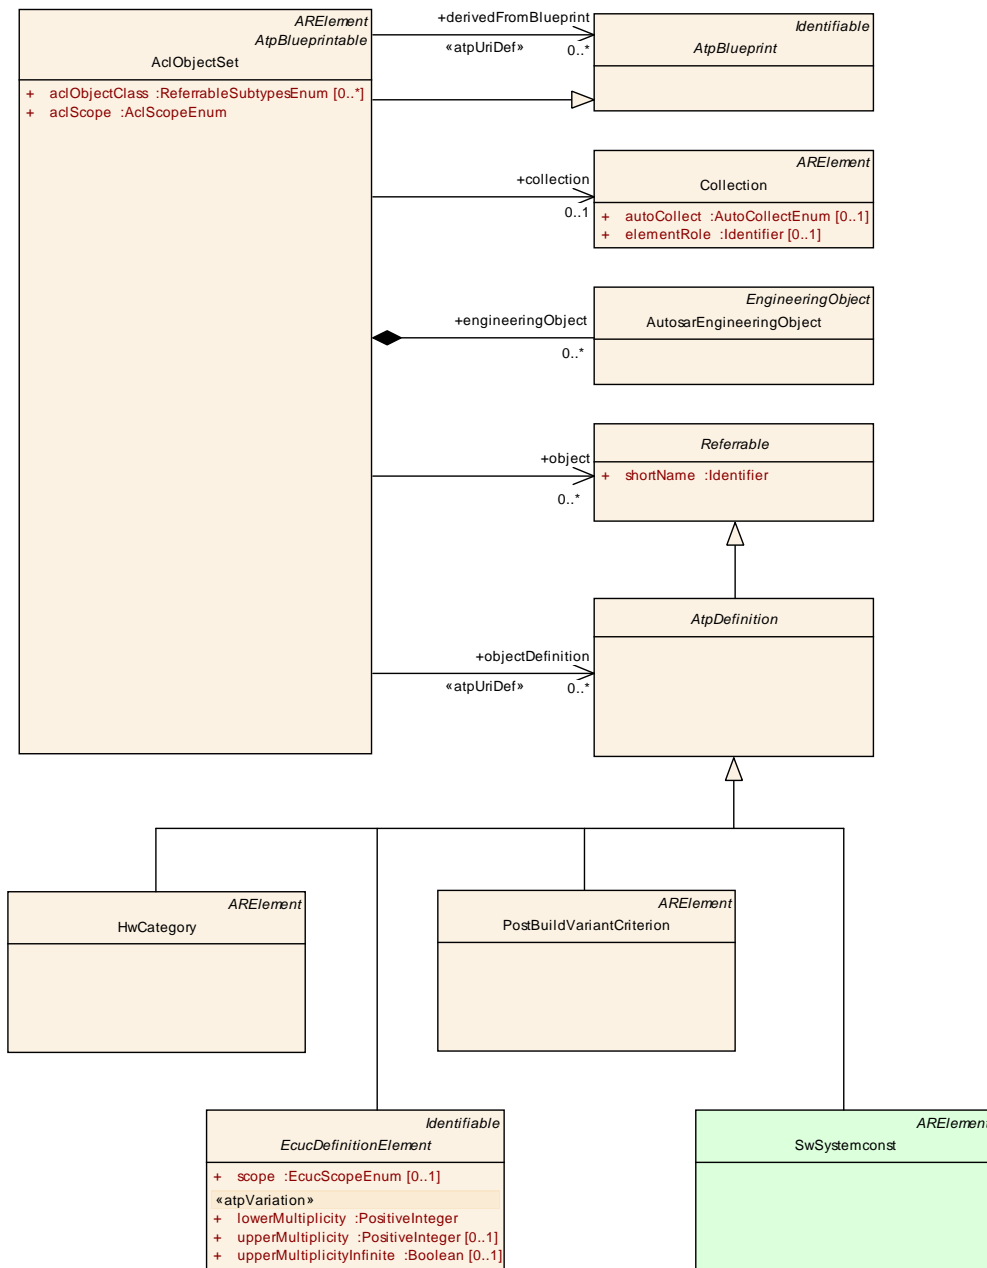 ARElement
AtpBlueprintable
AclObjectSet
+ aclObjectClass :ReferrableSubtypesEnum [0..*]
+ aclScope :AclScopeEnum
+derivedFromBlueprint
«atpUriDef»
0..*
Identifiable
AtpBlueprint
+collection
0..1
ARElement
Collection
+ autoCollect :AutoCollectEnum [0..1]
+ elementRole :Identifier [0..1]
+engineeringObject
0..*
EngineeringObject
AutosarEngineeringObject
+object
0..*
Referrable
+ shortName :Identifier
+objectDefinition
«atpUriDef»
0..*
AtpDefinition
ARElement
HwCategory
ARElement
PostBuildVariantCriterion
Identifiable
EcucDefinitionElement
+ scope :EcucScopeEnum [0..1]
«atpVariation»
+ lowerMultiplicity :PositiveInteger
+ upperMultiplicity :PositiveInteger [0..1]
+ upperMultiplicityInfinite :Boolean [0..1]
ARElement
SwSystemconst